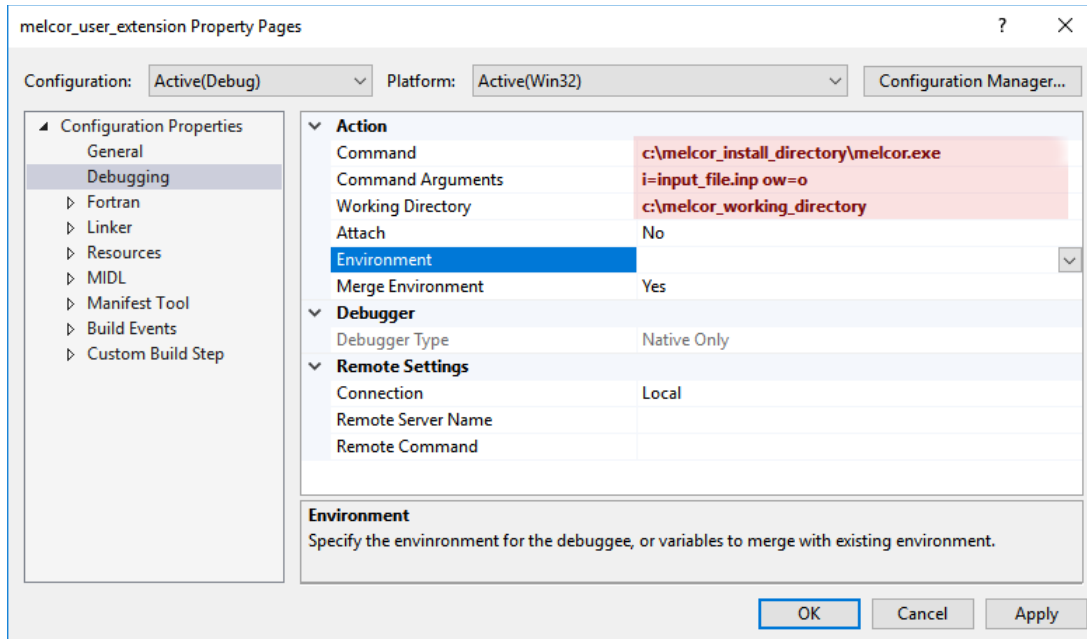 melcor_user_extension Property Pages
? ×
Configuration: Active(Debug) Platform: Active(Win32) Configuration Manager...
Configuration Properties
General
Debugging
Fortran
Linker
Resources
MIDL
Manifest Tool
Build Events
Custom Build Step
Action
Command c:\melcor_install_directory\melcor.exe
Command Arguments i=input_file.inp ow=o
Working Directory c:\melcor_working_directory
Attach No
Environment
Merge Environment Yes
Debugger
Debugger Type Native Only
Remote Settings
Connection Local
Remote Server Name
Remote Command
Environment
Specify the envinronment for the debuggee, or variables to merge with existing environment.
OK Cancel Apply